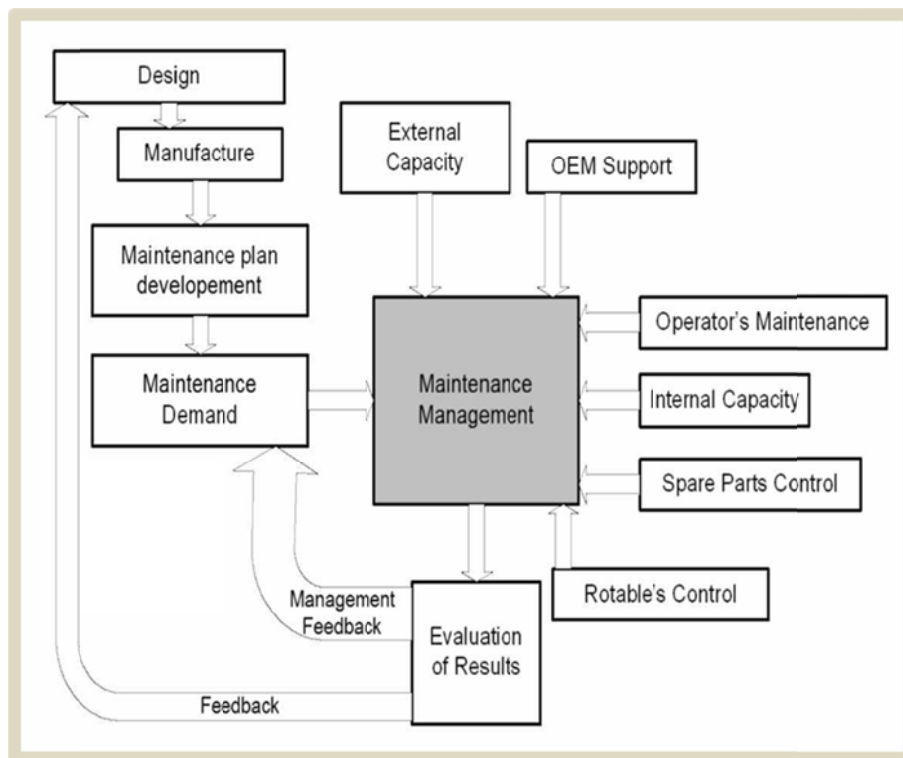 Design
Manufacture
Maintenance plan
developement
Maintenance
Demand
External
Capacity
OEM Support
Maintenance
Management
Operator's Maintenance
Internal Capacity
Spare Parts Control
Rotable's Control
Evaluation
of Results
Management
Feedback
Feedback